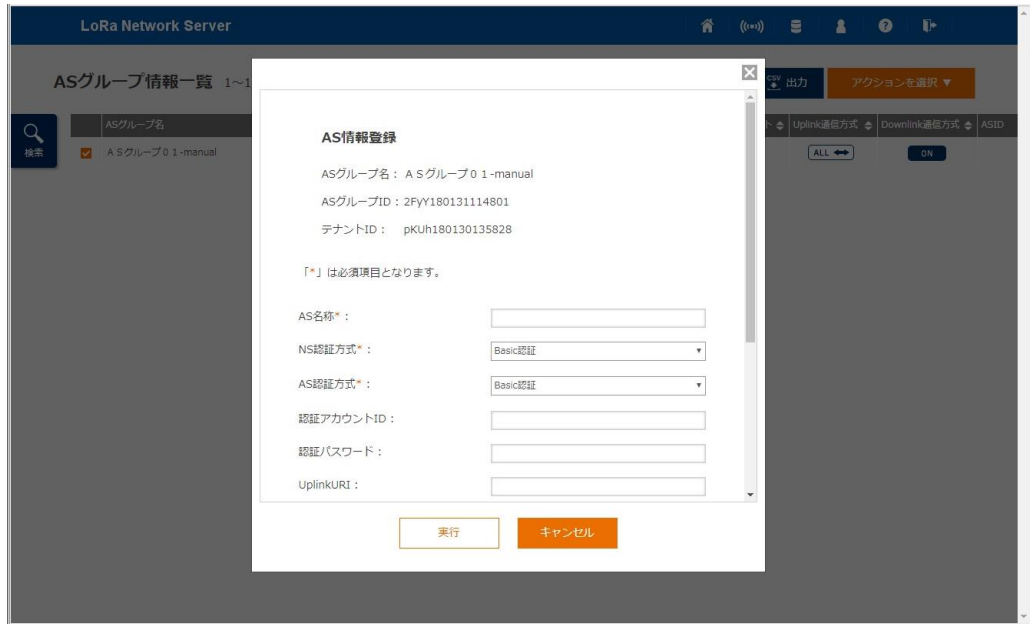 LoRa Network Server
ASグループ情報一覧 1～1
CSV 出力
アクションを選択 ▼
検索
ASグループ名
Uplink通信方式
Downlink通信方式
ASID
ASグループ01-manual
ALL
ON
AS情報登録
ASグループ名： ASグループ01-manual
ASグループID：2FyY180131114801
テナントID： pKUh180130135828
「*」は必須項目となります。
AS名称*：
NS認証方式*：
Basic認証
AS認証方式*：
Basic認証
認証アカウントID：
認証パスワード：
UplinkURI：
実行
キャンセル